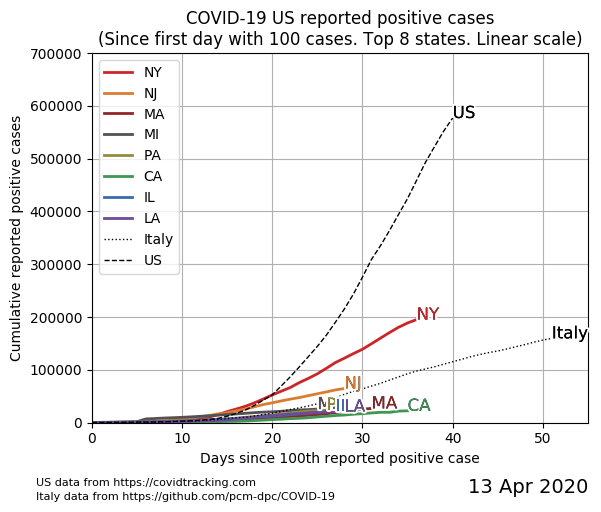 COVID-19 US reported positive cases
(Since first day with 100 cases. Top 8 states. Linear scale)
Cumulative reported positive cases
700000
600000
500000
400000
300000
200000
100000
0
NY
NJ
MA
MI
PA
CA
IL
LA
Italy
US
US
NY
Italy
NJ
LA
MA
CA
0 10 20 30 40 50
Days since 100th reported positive case
US data from https://covidtracking.com
Italy data from https://github.com/pcm-dpc/COVID-19
13 Apr 2020